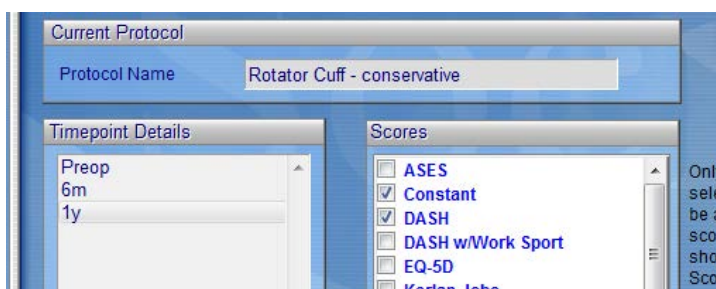 Current Protocol
Protocol Name
Rotator Cuff - conservative
Timepoint Details
Preop
6m
1y
Scores
ASES
Constant
DASH
DASH w/Work Sport
EQ-5D